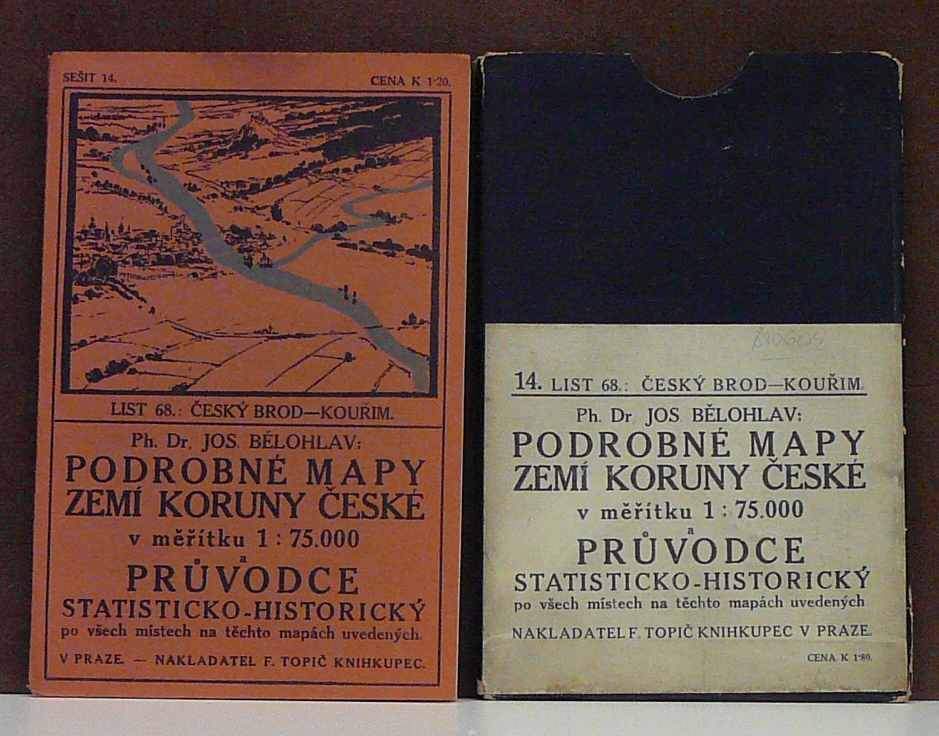 SEŠIT 14.
CENA K 1·20.
LIST 68.: ČESKÝ BROD—KOUŘIM.
Ph. Dr. JOS BĚLOHLAV:
PODROBNÉ MAPY
ZEMÍ KORUNY ČESKÉ
v měřítku 1 : 75.000
a
PRŮVODCE
STATISTICKO-HISTORICKÝ
po všech místech na těchto mapách uvedených.
V PRAZE. — NAKLADATEL F. TOPIČ KNIHKUPEC.
14. LIST 68.: ČESKÝ BROD—KOUŘIM.
Ph. Dr. JOS BĚLOHLAV:
PODROBNÉ MAPY
ZEMÍ KORUNY ČESKÉ
v měřítku 1 : 75.000
a
PRŮVODCE
STATISTICKO-HISTORICKÝ
po všech místech na těchto mapách uvedených
NAKLADATEL F. TOPIČ KNIHKUPEC V PRAZE.
CENA K 1·80.